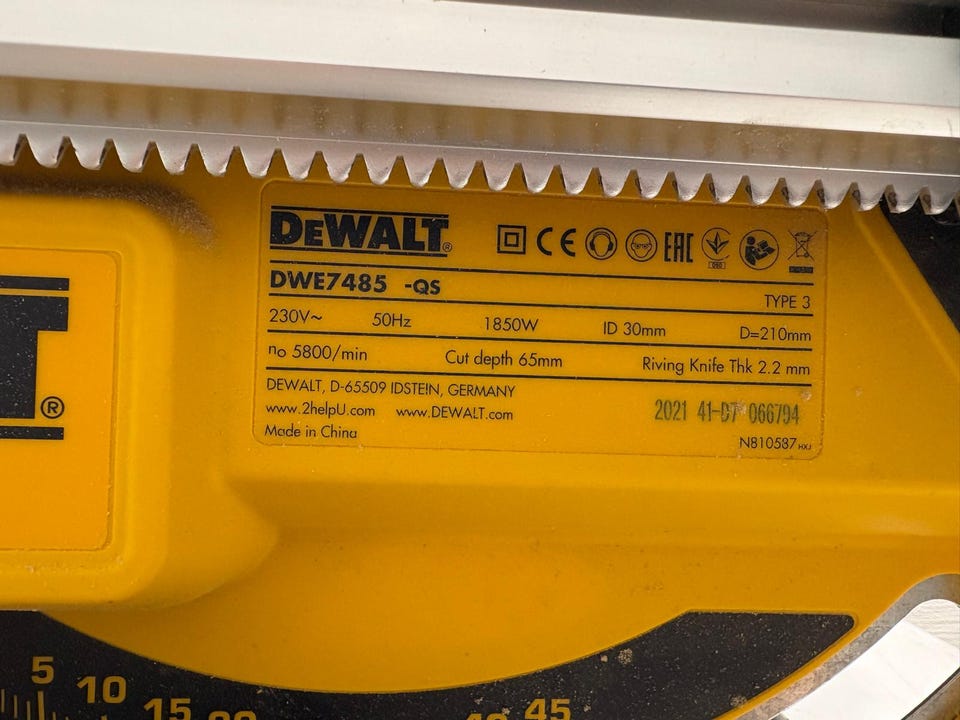 DEWALT®
DWE7485 -QS
TYPE 3
230V~ 50Hz 1850W ID 30mm D=210mm
no 5800/min Cut depth 65mm Riving Knife Thk 2.2 mm
DEWALT, D-65509 IDSTEIN, GERMANY
www.2helpU.com www.DEWALT.com
2021 41-D7 066794
Made in China
N810587 HXJ
T®
5 10 15 45